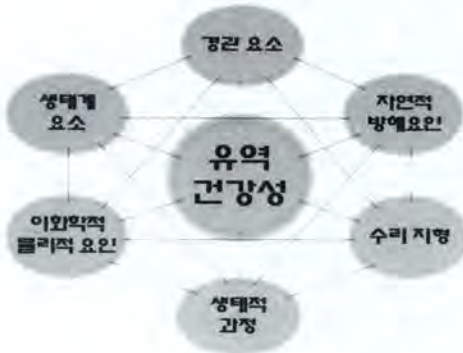 경관 요소
생태계
요소
자연적
방해요인
유역
건강성
이화학적
물리적 요인
수리 지형
생태적
과정